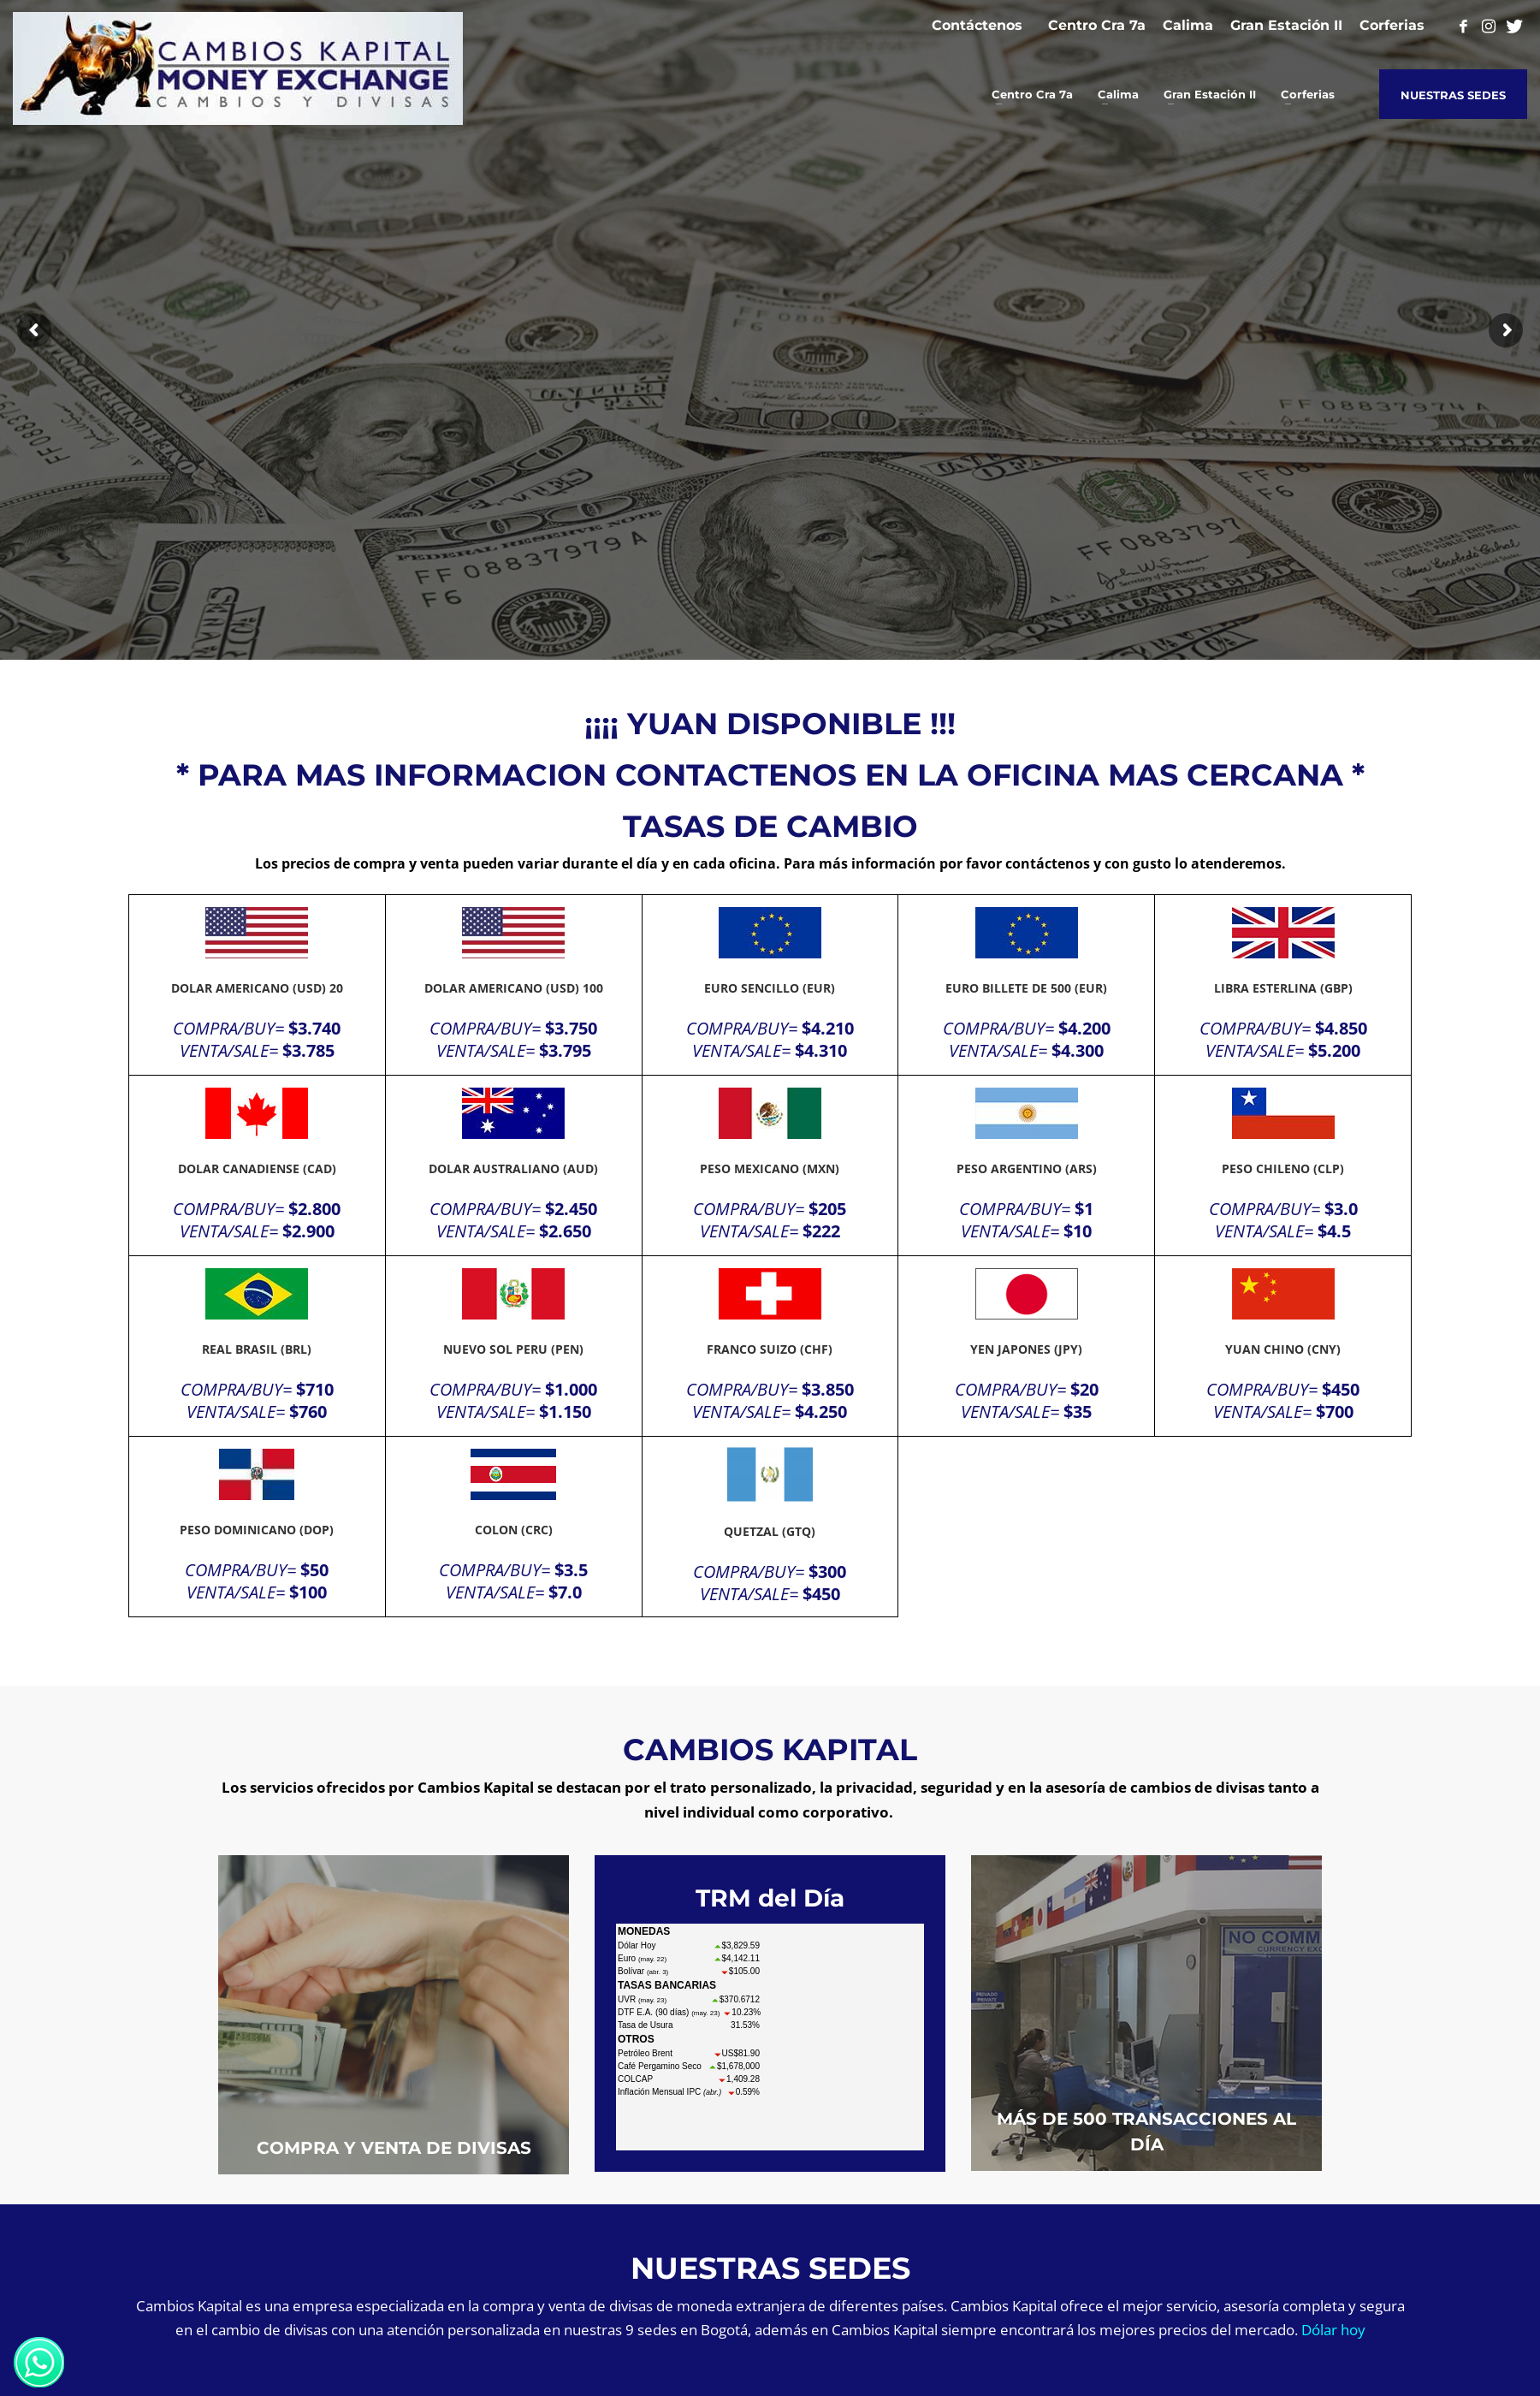 CAMBIOS KAPITAL
MONEY EXCHANGE
CAMBIOS Y DIVISAS
Contáctenos Centro Cra 7a Calima Gran Estación II Corferias
Centro Cra 7a Calima Gran Estación II Corferias NUESTRAS SEDES
¡¡¡¡ YUAN DISPONIBLE !!!
* PARA MAS INFORMACION CONTACTENOS EN LA OFICINA MAS CERCANA *
TASAS DE CAMBIO
Los precios de compra y venta pueden variar durante el día y en cada oficina. Para más información por favor contáctenos y con gusto lo atenderemos.
DOLAR AMERICANO (USD) 20
COMPRA/BUY= $3.740
VENTA/SALE= $3.785
DOLAR AMERICANO (USD) 100
COMPRA/BUY= $3.750
VENTA/SALE= $3.795
EURO SENCILLO (EUR)
COMPRA/BUY= $4.210
VENTA/SALE= $4.310
EURO BILLETE DE 500 (EUR)
COMPRA/BUY= $4.200
VENTA/SALE= $4.300
LIBRA ESTERLINA (GBP)
COMPRA/BUY= $4.850
VENTA/SALE= $5.200
DOLAR CANADIENSE (CAD)
COMPRA/BUY= $2.800
VENTA/SALE= $2.900
DOLAR AUSTRALIANO (AUD)
COMPRA/BUY= $2.450
VENTA/SALE= $2.650
PESO MEXICANO (MXN)
COMPRA/BUY= $205
VENTA/SALE= $222
PESO ARGENTINO (ARS)
COMPRA/BUY= $1
VENTA/SALE= $10
PESO CHILENO (CLP)
COMPRA/BUY= $3.0
VENTA/SALE= $4.5
REAL BRASIL (BRL)
COMPRA/BUY= $710
VENTA/SALE= $760
NUEVO SOL PERU (PEN)
COMPRA/BUY= $1.000
VENTA/SALE= $1.150
FRANCO SUIZO (CHF)
COMPRA/BUY= $3.850
VENTA/SALE= $4.250
YEN JAPONES (JPY)
COMPRA/BUY= $20
VENTA/SALE= $35
YUAN CHINO (CNY)
COMPRA/BUY= $450
VENTA/SALE= $700
PESO DOMINICANO (DOP)
COMPRA/BUY= $50
VENTA/SALE= $100
COLON (CRC)
COMPRA/BUY= $3.5
VENTA/SALE= $7.0
QUETZAL (GTQ)
COMPRA/BUY= $300
VENTA/SALE= $450
CAMBIOS KAPITAL
Los servicios ofrecidos por Cambios Kapital se destacan por el trato personalizado, la privacidad, seguridad y en la asesoría de cambios de divisas tanto a
nivel individual como corporativo.
COMPRA Y VENTA DE DIVISAS
TRM del Día
MONEDAS
Dólar Hoy $3,829.59
Euro (may. 22) $4,142.11
Bolívar (abr. 3) $105.00
TASAS BANCARIAS
UVR (may. 23) $370.6712
DTF E.A. (90 días) (may. 23) 10.23%
Tasa de Usura 31.53%
OTROS
Petróleo Brent US$81.90
Café Pergamino Seco $1,678,000
COLCAP 1,409.28
Inflación Mensual IPC (abr.) 0.59%
NO COMM
CURRENCY EXC
MÁS DE 500 TRANSACCIONES AL
DÍA
NUESTRAS SEDES
Cambios Kapital es una empresa especializada en la compra y venta de divisas de moneda extranjera de diferentes países. Cambios Kapital ofrece el mejor servicio, asesoría completa y segura
en el cambio de divisas con una atención personalizada en nuestras 9 sedes en Bogotá, además en Cambios Kapital siempre encontrará los mejores precios del mercado. Dólar hoy